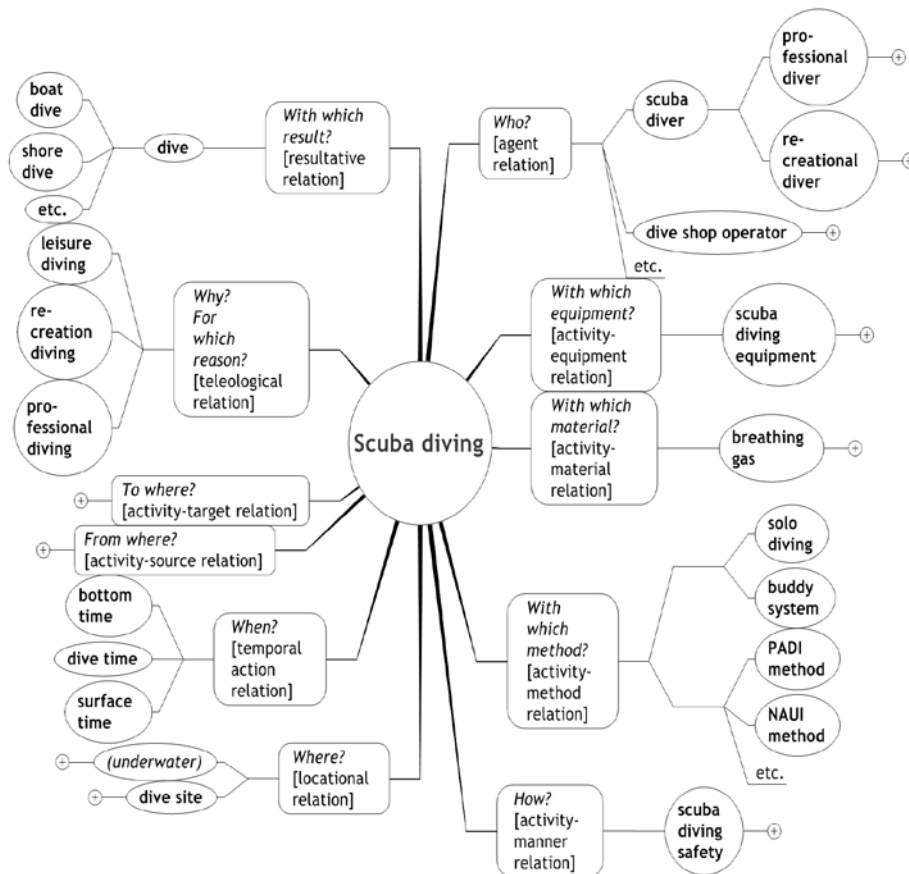 Scuba diving
With which
result?
[resultative
relation]
dive
boat
dive
shore
dive
etc.
Why?
For
which
reason?
[teleological
relation]
leisure
diving
re-
creation
diving
pro-
fessional
diving
To where?
[activity-target relation]
From where?
[activity-source relation]
When?
[temporal
action
relation]
bottom
time
dive time
surface
time
Where?
[locational
relation]
(underwater)
dive site
Who?
[agent
relation]
scuba
diver
pro-
fessional
diver
re-
creational
diver
dive shop operator
etc.
With which
equipment?
[activity-
equipment
relation]
scuba
diving
equipment
With which
material?
[activity-
material
relation]
breathing
gas
With
which
method?
[activity-
method
relation]
solo
diving
buddy
system
PADI
method
NAUI
method
etc.
How?
[activity-
manner
relation]
scuba
diving
safety